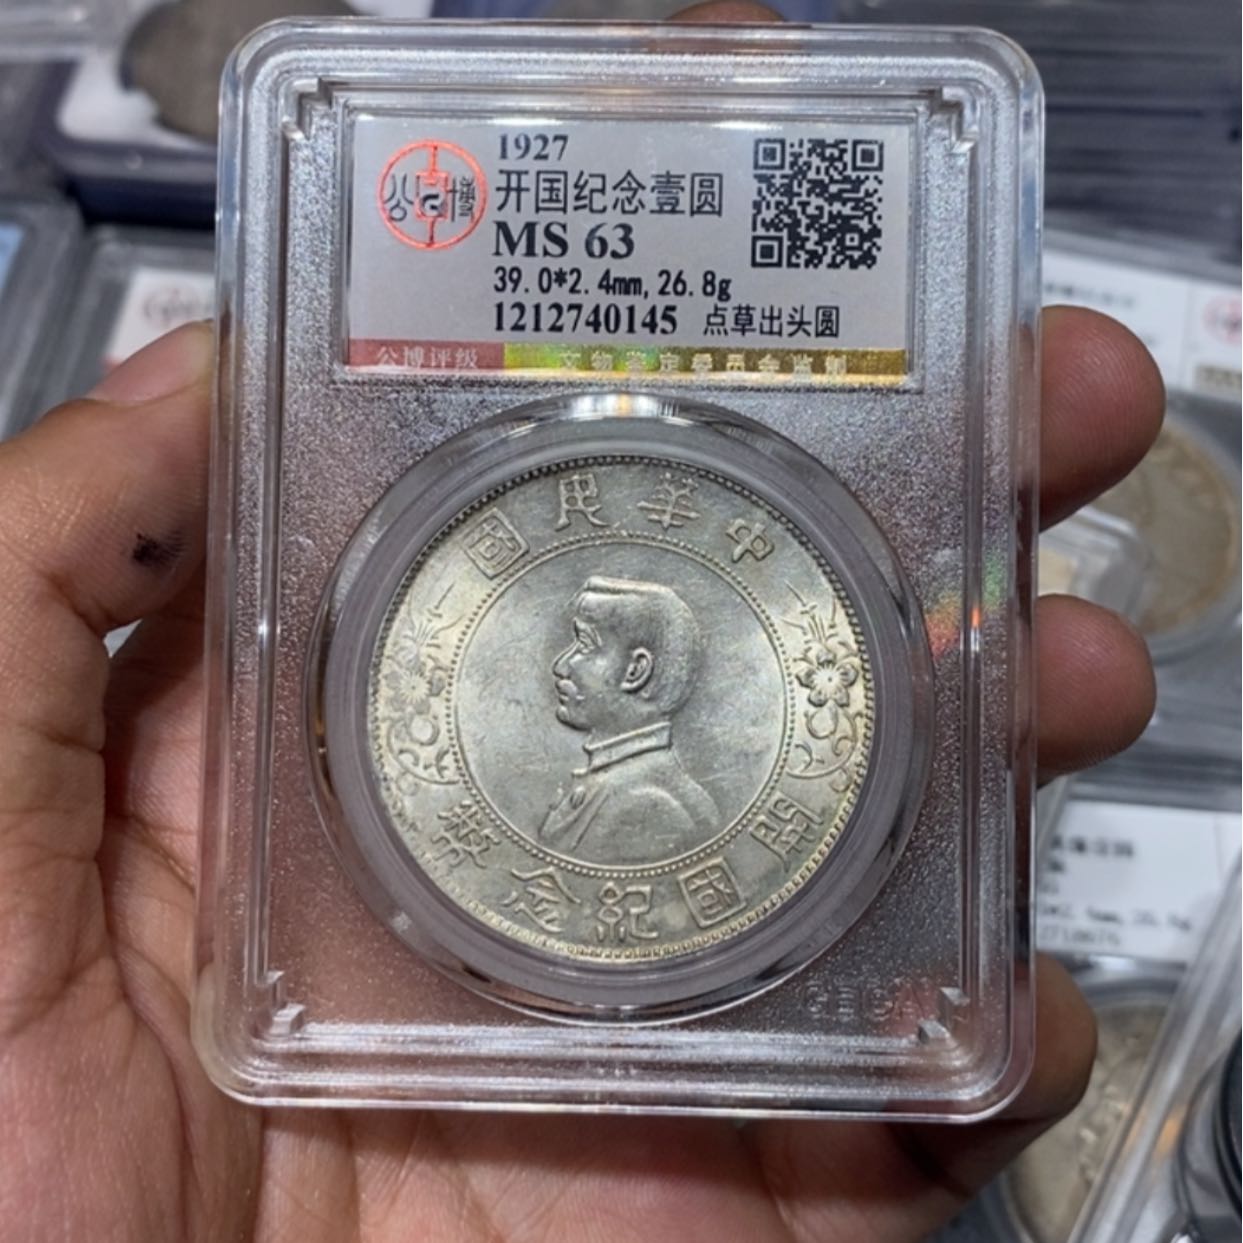 1927
公博
开国纪念壹圆
MS 63
39.0*2.4mm,26.8g
1212740145 点草出头圆
公博评级 文物鉴定委员会监制
中華民國
開國紀念幣